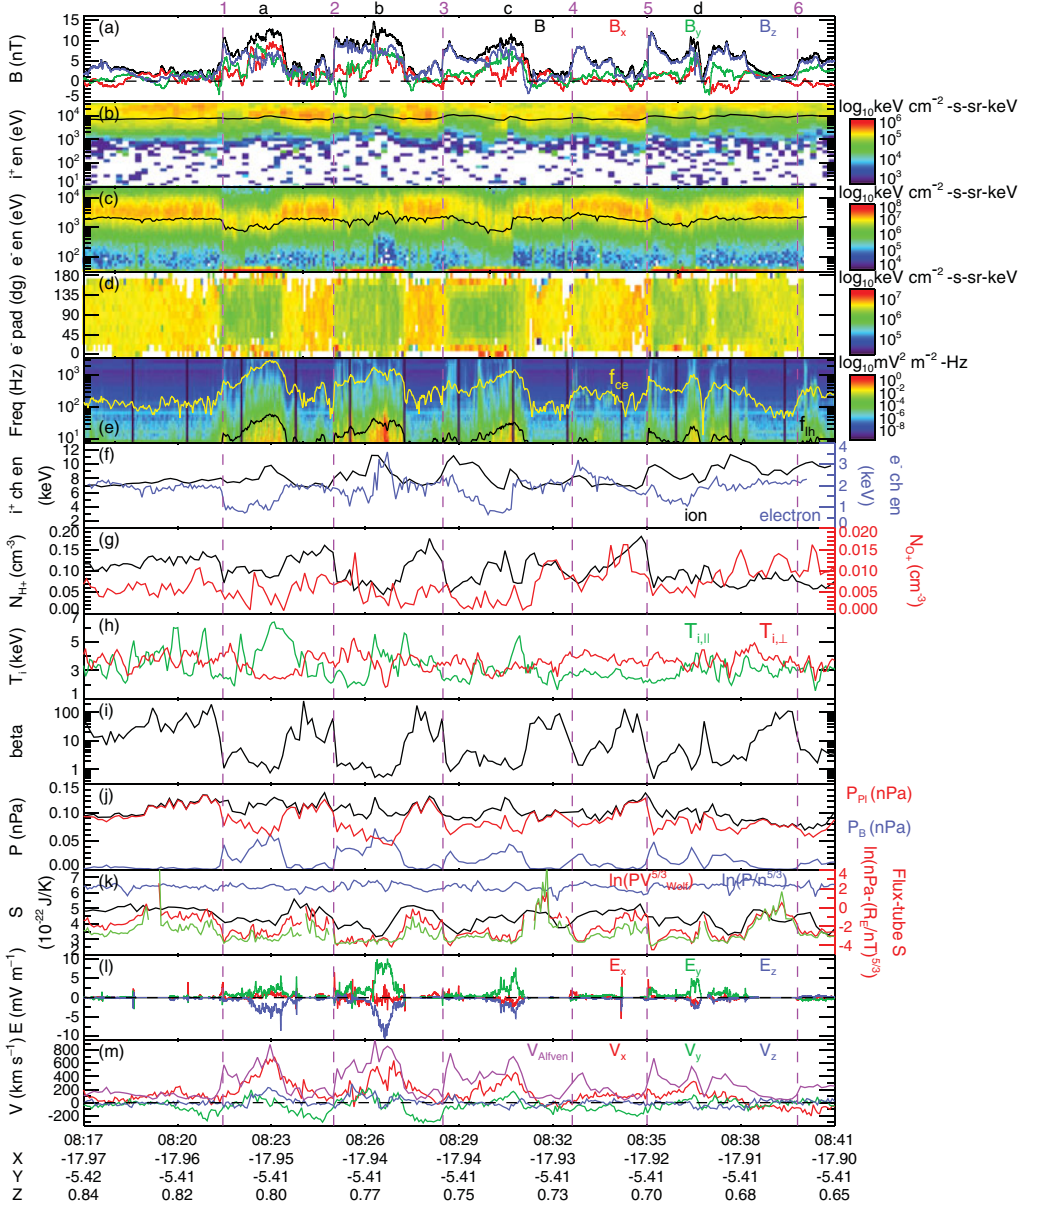 1 a 2 b 3 c 4 5 d 6
(a) B Bx By Bz
B (nT)
15
10
5
0
-5
(b)
i+ en (eV)
10^4
10^3
10^2
10^1
log10 keV cm^-2 -s-sr-keV
10^6
10^5
10^4
10^3
(c)
e- en (eV)
10^4
10^3
10^2
log10 keV cm^-2 -s-sr-keV
10^8
10^7
10^6
10^5
10^4
(d)
e- pad (dg)
180
135
90
45
0
log10 keV cm^-2 -s-sr-keV
10^7
10^6
10^5
(e) fce flh
Freq (Hz)
10^3
10^2
10^1
log10 mV^2 m^-2 -Hz
10^0
10^-2
10^-4
10^-6
10^-8
(f) ion electron
i+ ch en
(keV)
12
10
8
6
4
2
4
3
2
1
0
e- ch en
(keV)
(g)
NH+ (cm^-3)
0.20
0.15
0.10
0.05
0.00
0.020
0.015
0.010
0.005
0.000
NO+ (cm^-3)
(h) Ti,|| Ti,⊥
Ti (keV)
7
5
3
1
(i)
beta
100
10
1
(j)
P (nPa)
0.15
0.10
0.05
0.00
PPl (nPa)
PB (nPa)
(k) ln(PV^5/3 Wolf) ln(P/n^5/3)
S
(10^-22 J/K)
7
6
5
4
3
2
4
2
0
-2
-4
Flux-tube S
ln(nPa-(RE/nT)^5/3)
(l) Ex Ey Ez
E (mV m^-1)
10
5
0
-5
-10
(m) VAlfven Vx Vy Vz
V (km s^-1)
800
600
400
200
0
-200
08:17 08:20 08:23 08:26 08:29 08:32 08:35 08:38 08:41
X -17.97 -17.96 -17.95 -17.94 -17.94 -17.93 -17.92 -17.91 -17.90
Y -5.42 -5.41 -5.41 -5.41 -5.41 -5.41 -5.41 -5.41 -5.41
Z 0.84 0.82 0.80 0.77 0.75 0.73 0.70 0.68 0.65